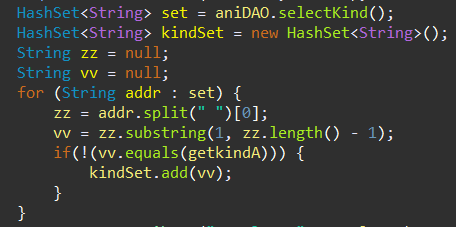 HashSet<String> set = aniDAO.selectKind();
HashSet<String> kindSet = new HashSet<String>();
String zz = null;
String vv = null;
for (String addr : set) {
zz = addr.split(" ")[0];
vv = zz.substring(1, zz.length() - 1);
if(!(vv.equals(getkindA))) {
kindSet.add(vv);
}
}